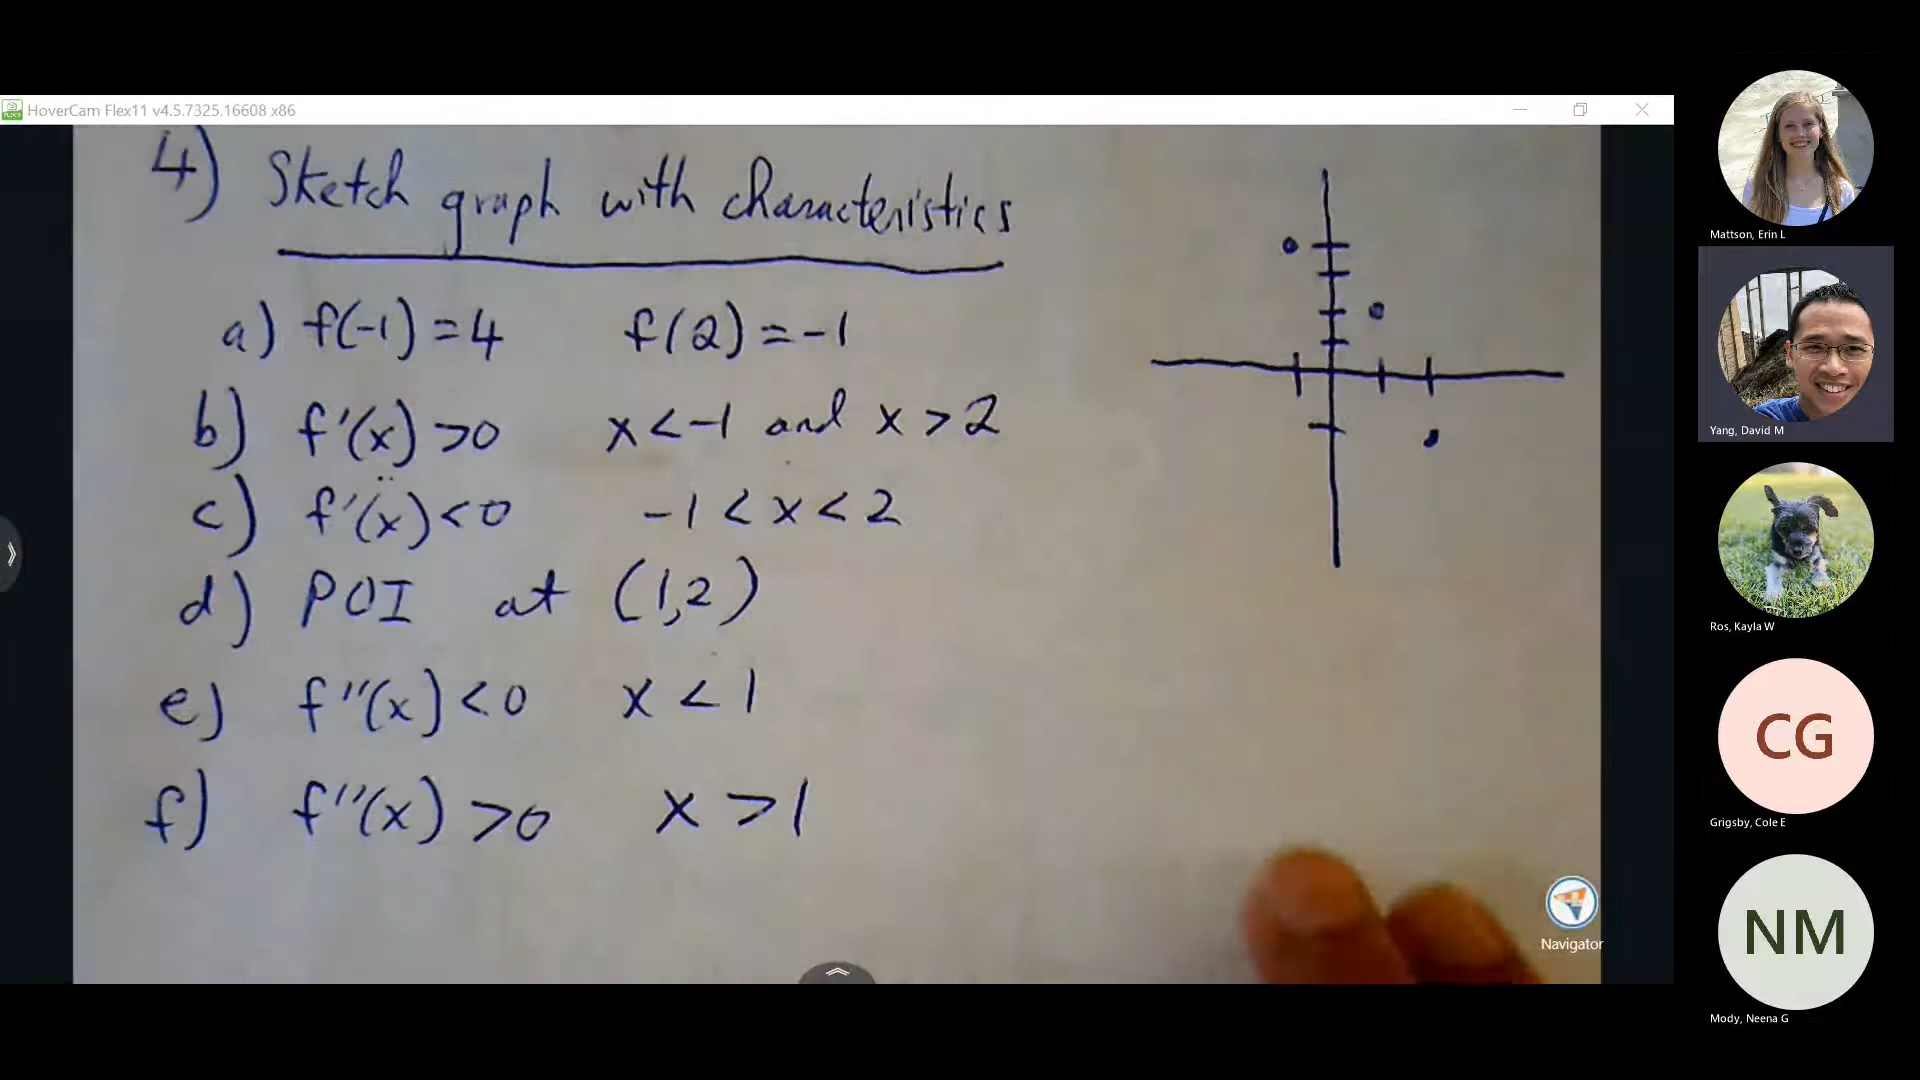 HoverCam Flex11 v4.5.7325.16608 x86
4) Sketch graph with characteristics
a) f(-1) = 4 f(2) = -1
b) f'(x) >0 x < -1 and x > 2
c) f'(x) < 0 -1 < x < 2
d) POI at (1,2)
e) f''(x) < 0 x < 1
f) f''(x) >0 x > 1
Navigator
Mattson, Erin L
Yang, David M
Ros, Kayla W
CG
Grigsby, Cole E
NM
Mody, Neena G